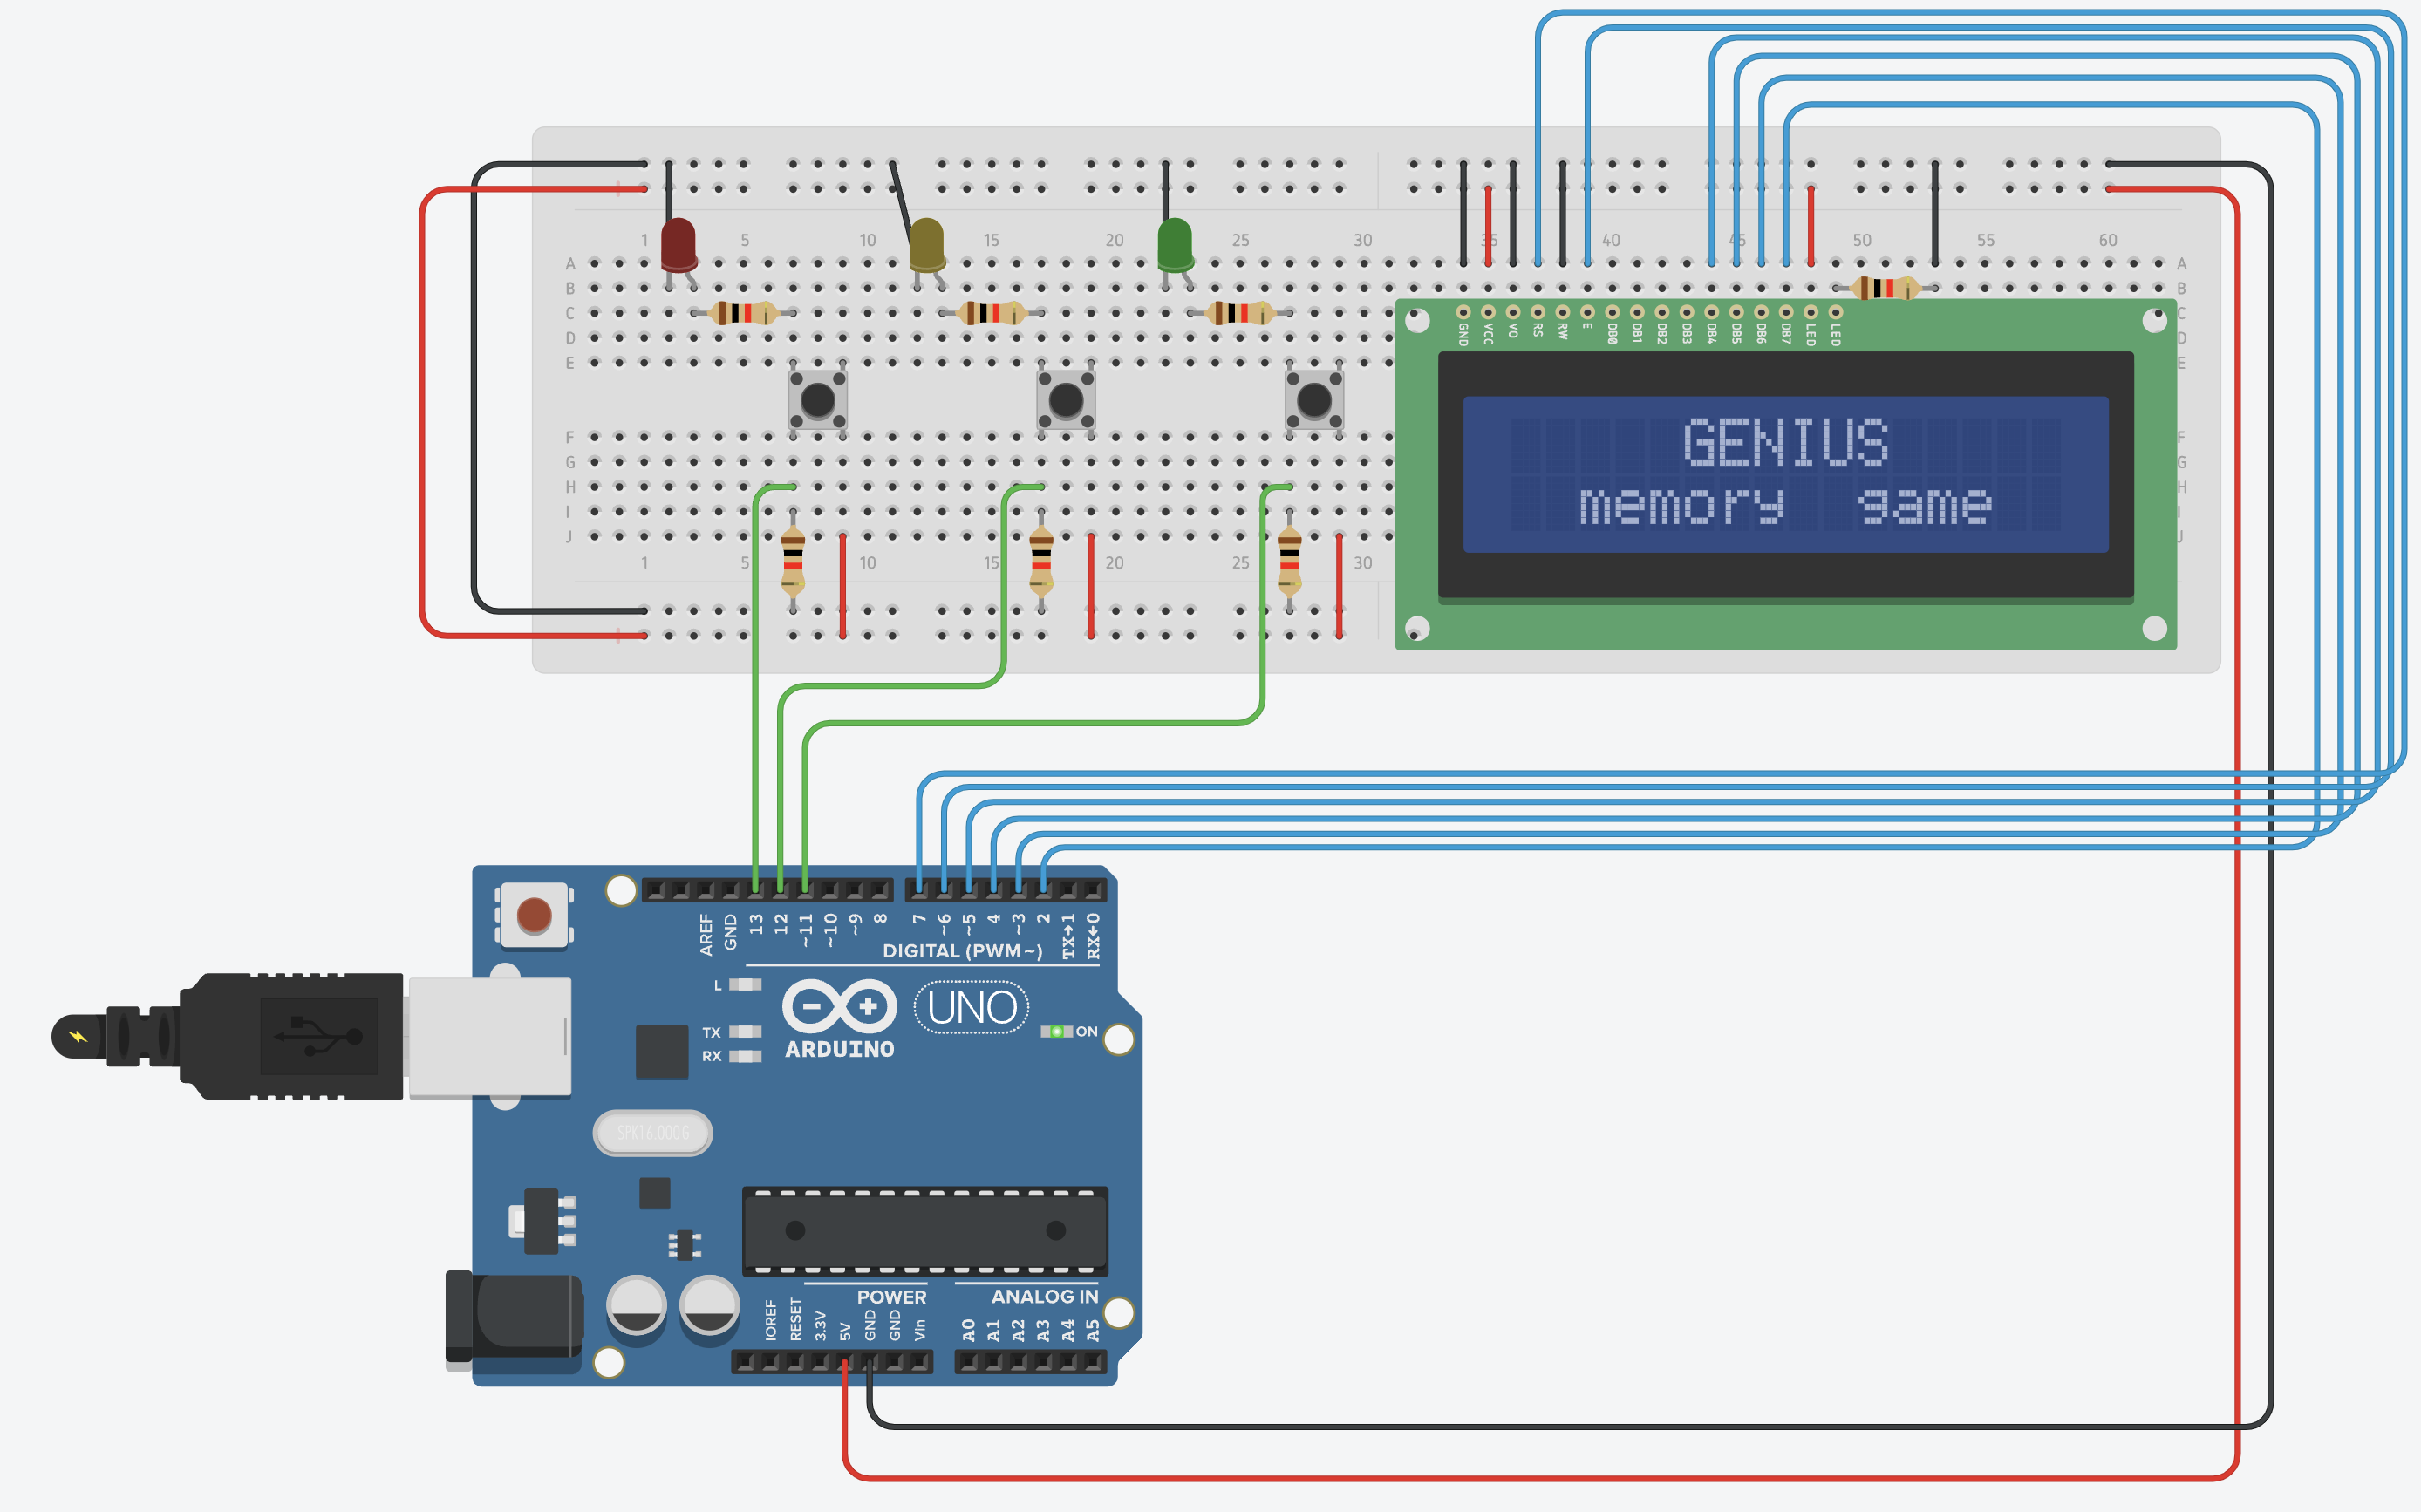 1 5 10 15 20 25 30 35 40 45 50 55 60
A A
B B
C C
D D
E E
GND VCC VO RS RW E DB0 DB1 DB2 DB3 DB4 DB5 DB6 DB7 LED LED
GENIUS
memory game
F F
G G
H H
I I
J J
1 5 10 15 20 25 30
AREF GND 13 12 ~11 ~10 ~9 8 7 ~6 ~5 4 ~3 2 TX→1 RX←0
DIGITAL (PWM~)
L
UNO
TX ON
RX ARDUINO
SPK16.000G
POWER ANALOG IN
IOREF RESET 3.3V 5V GND GND Vin A0 A1 A2 A3 A4 A5